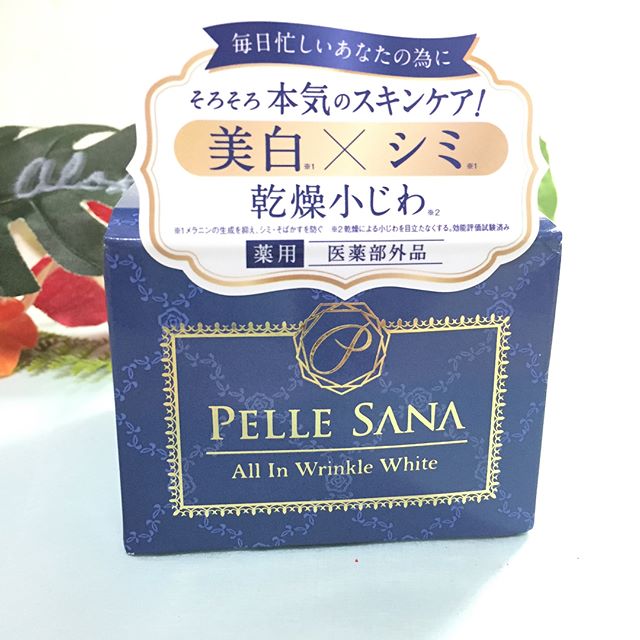 毎日忙しいあなたの為に
そろそろ本気のスキンケア!
美白※1×シミ※1
乾燥小じわ※2
※1メラニンの生成を抑え、シミ・そばかすを防ぐ ※2乾燥による小じわを目立たなくする。効能評価試験済み
薬用 医薬部外品
P
PELLE SANA
All In Wrinkle White